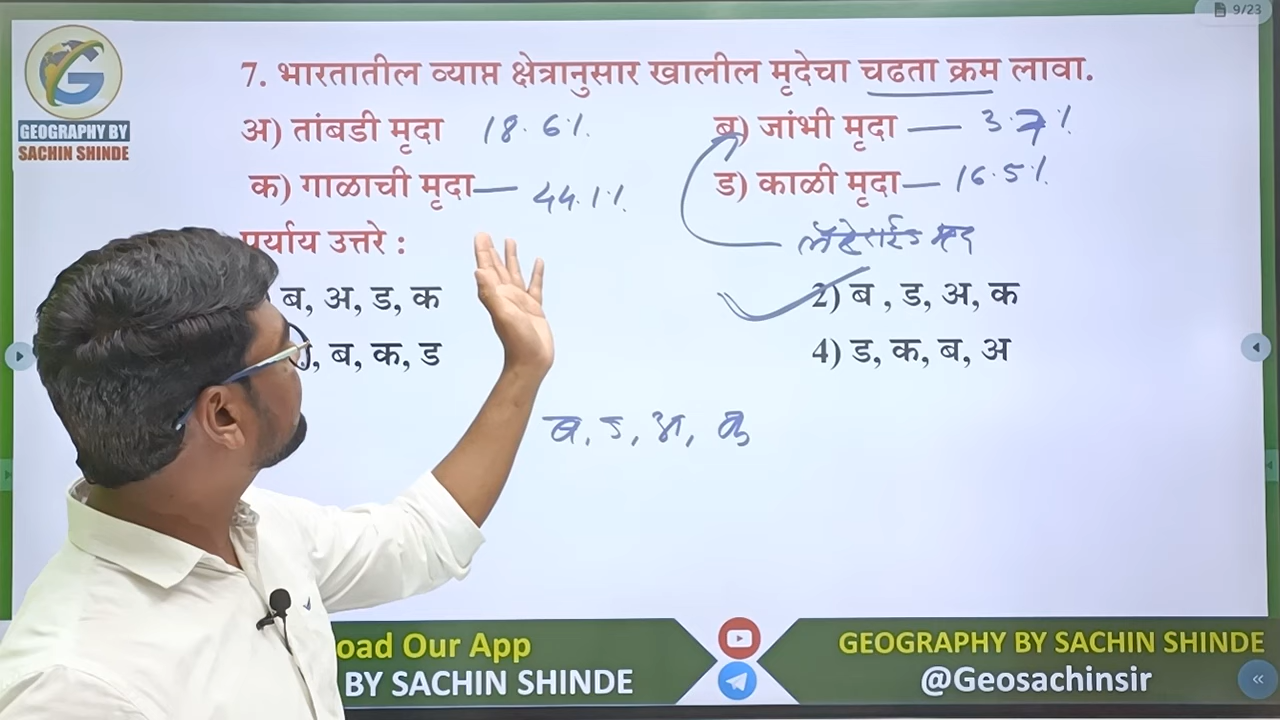 9/23
GEOGRAPHY BY
SACHIN SHINDE
7. भारतातील व्याप्त क्षेत्रानुसार खालील मृदेचा चढता क्रम लावा.
अ) तांबडी मृदा 18.6% ब) जांभी मृदा — 3.7%
क) गाळाची मृदा — 44.1% ड) काळी मृदा — 16.5%
पर्याय उत्तरे :
ब, अ, ड, क 2) ब , ड, अ, क
, ब, क, ड 4) ड, क, ब, अ
ब, ड, अ, क
oad Our App
BY SACHIN SHINDE
GEOGRAPHY BY SACHIN SHINDE
@Geosachinsir